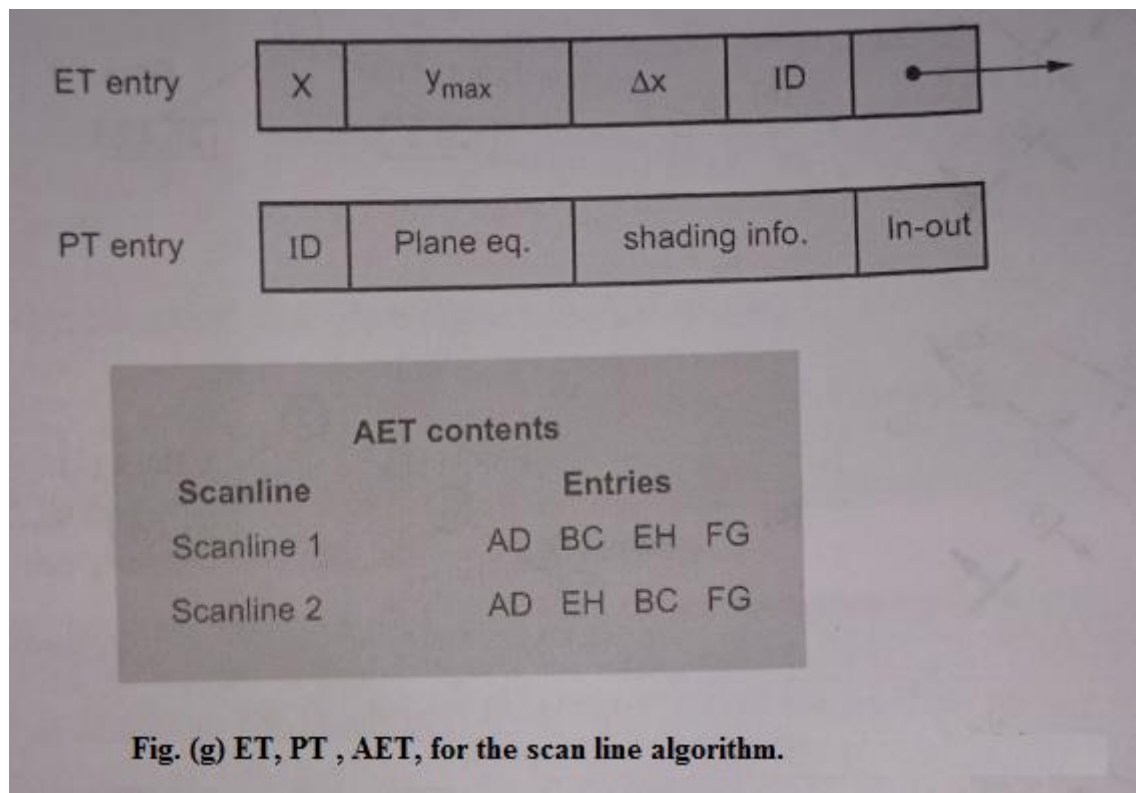 ET entry X ymax Δx ID
PT entry ID Plane eq. shading info. In-out
AET contents
Scanline Entries
Scanline 1 AD BC EH FG
Scanline 2 AD EH BC FG
Fig. (g) ET, PT , AET, for the scan line algorithm.